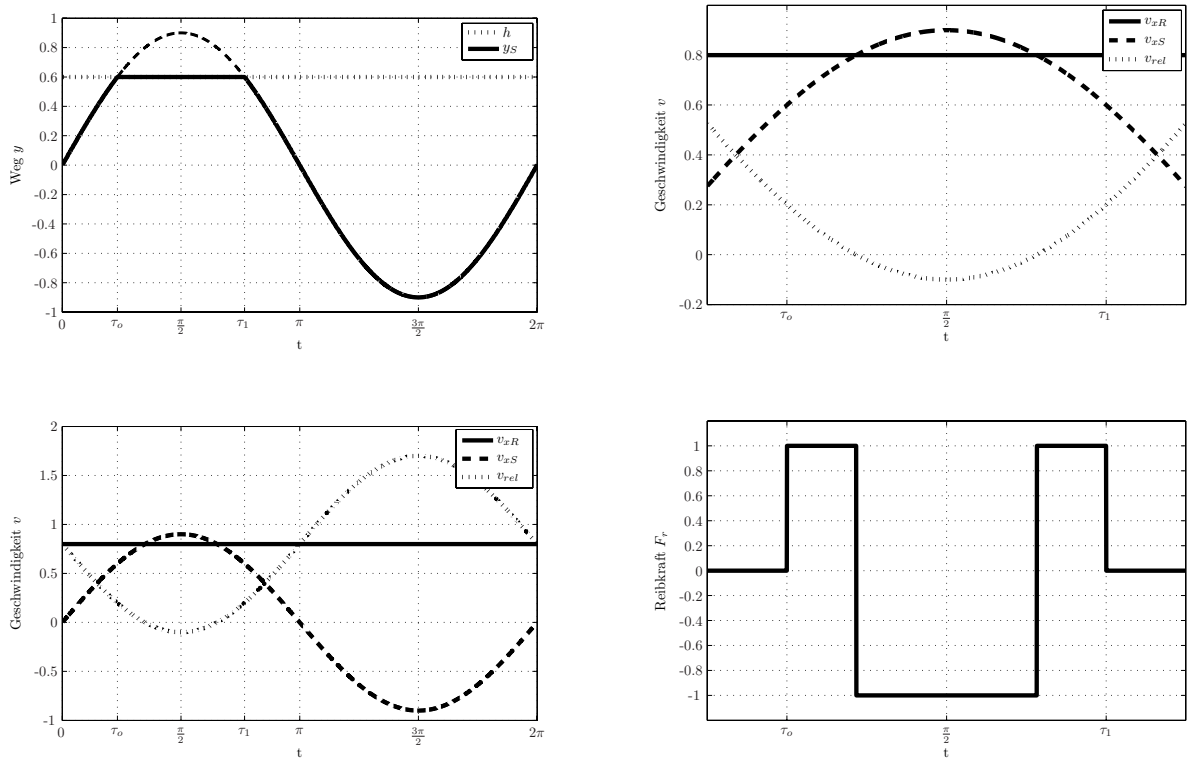 1
0.8
0.6
0.4
0.2
0
-0.2
-0.4
-0.6
-0.8
-1
Weg y
h
y_S
0 τ_o π/2 τ_1 π 3π/2 2π
t
0.8
0.6
0.4
0.2
0
-0.2
Geschwindigkeit v
v_xR
v_xS
v_rel
τ_o π/2 τ_1
t
2
1.5
1
0.5
0
-0.5
-1
Geschwindigkeit v
v_xR
v_xS
v_rel
0 τ_o π/2 τ_1 π 3π/2 2π
t
1
0.8
0.6
0.4
0.2
0
-0.2
-0.4
-0.6
-0.8
-1
Reibkraft F_r
τ_o π/2 τ_1
t